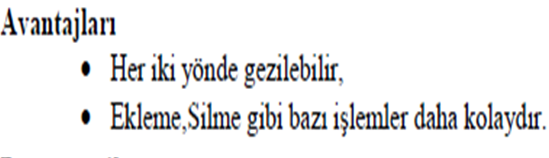 Avantajları
• Her iki yönde gezilebilir,
• Ekleme,Silme gibi bazı işlemler daha kolaydır.